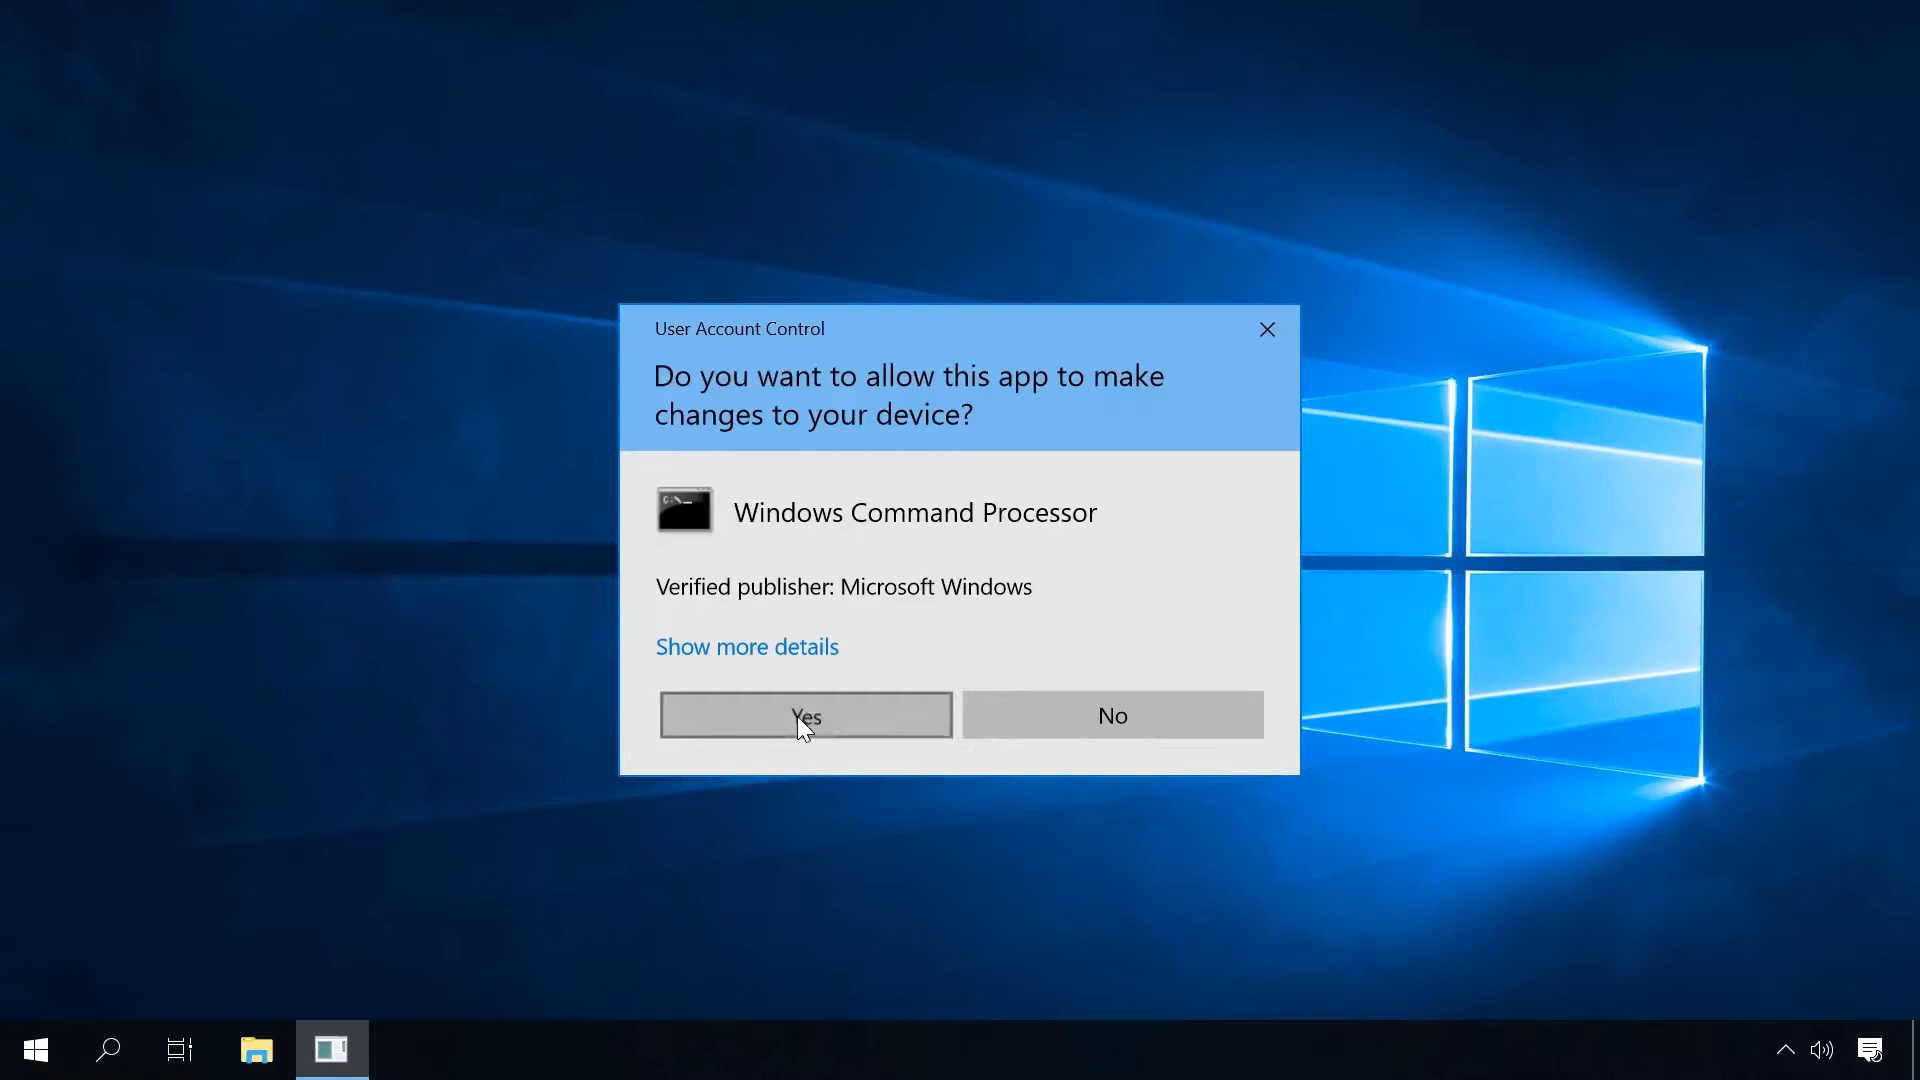 User Account Control
Do you want to allow this app to make
changes to your device?
C:\_
Windows Command Processor
Verified publisher: Microsoft Windows
Show more details
Yes
No